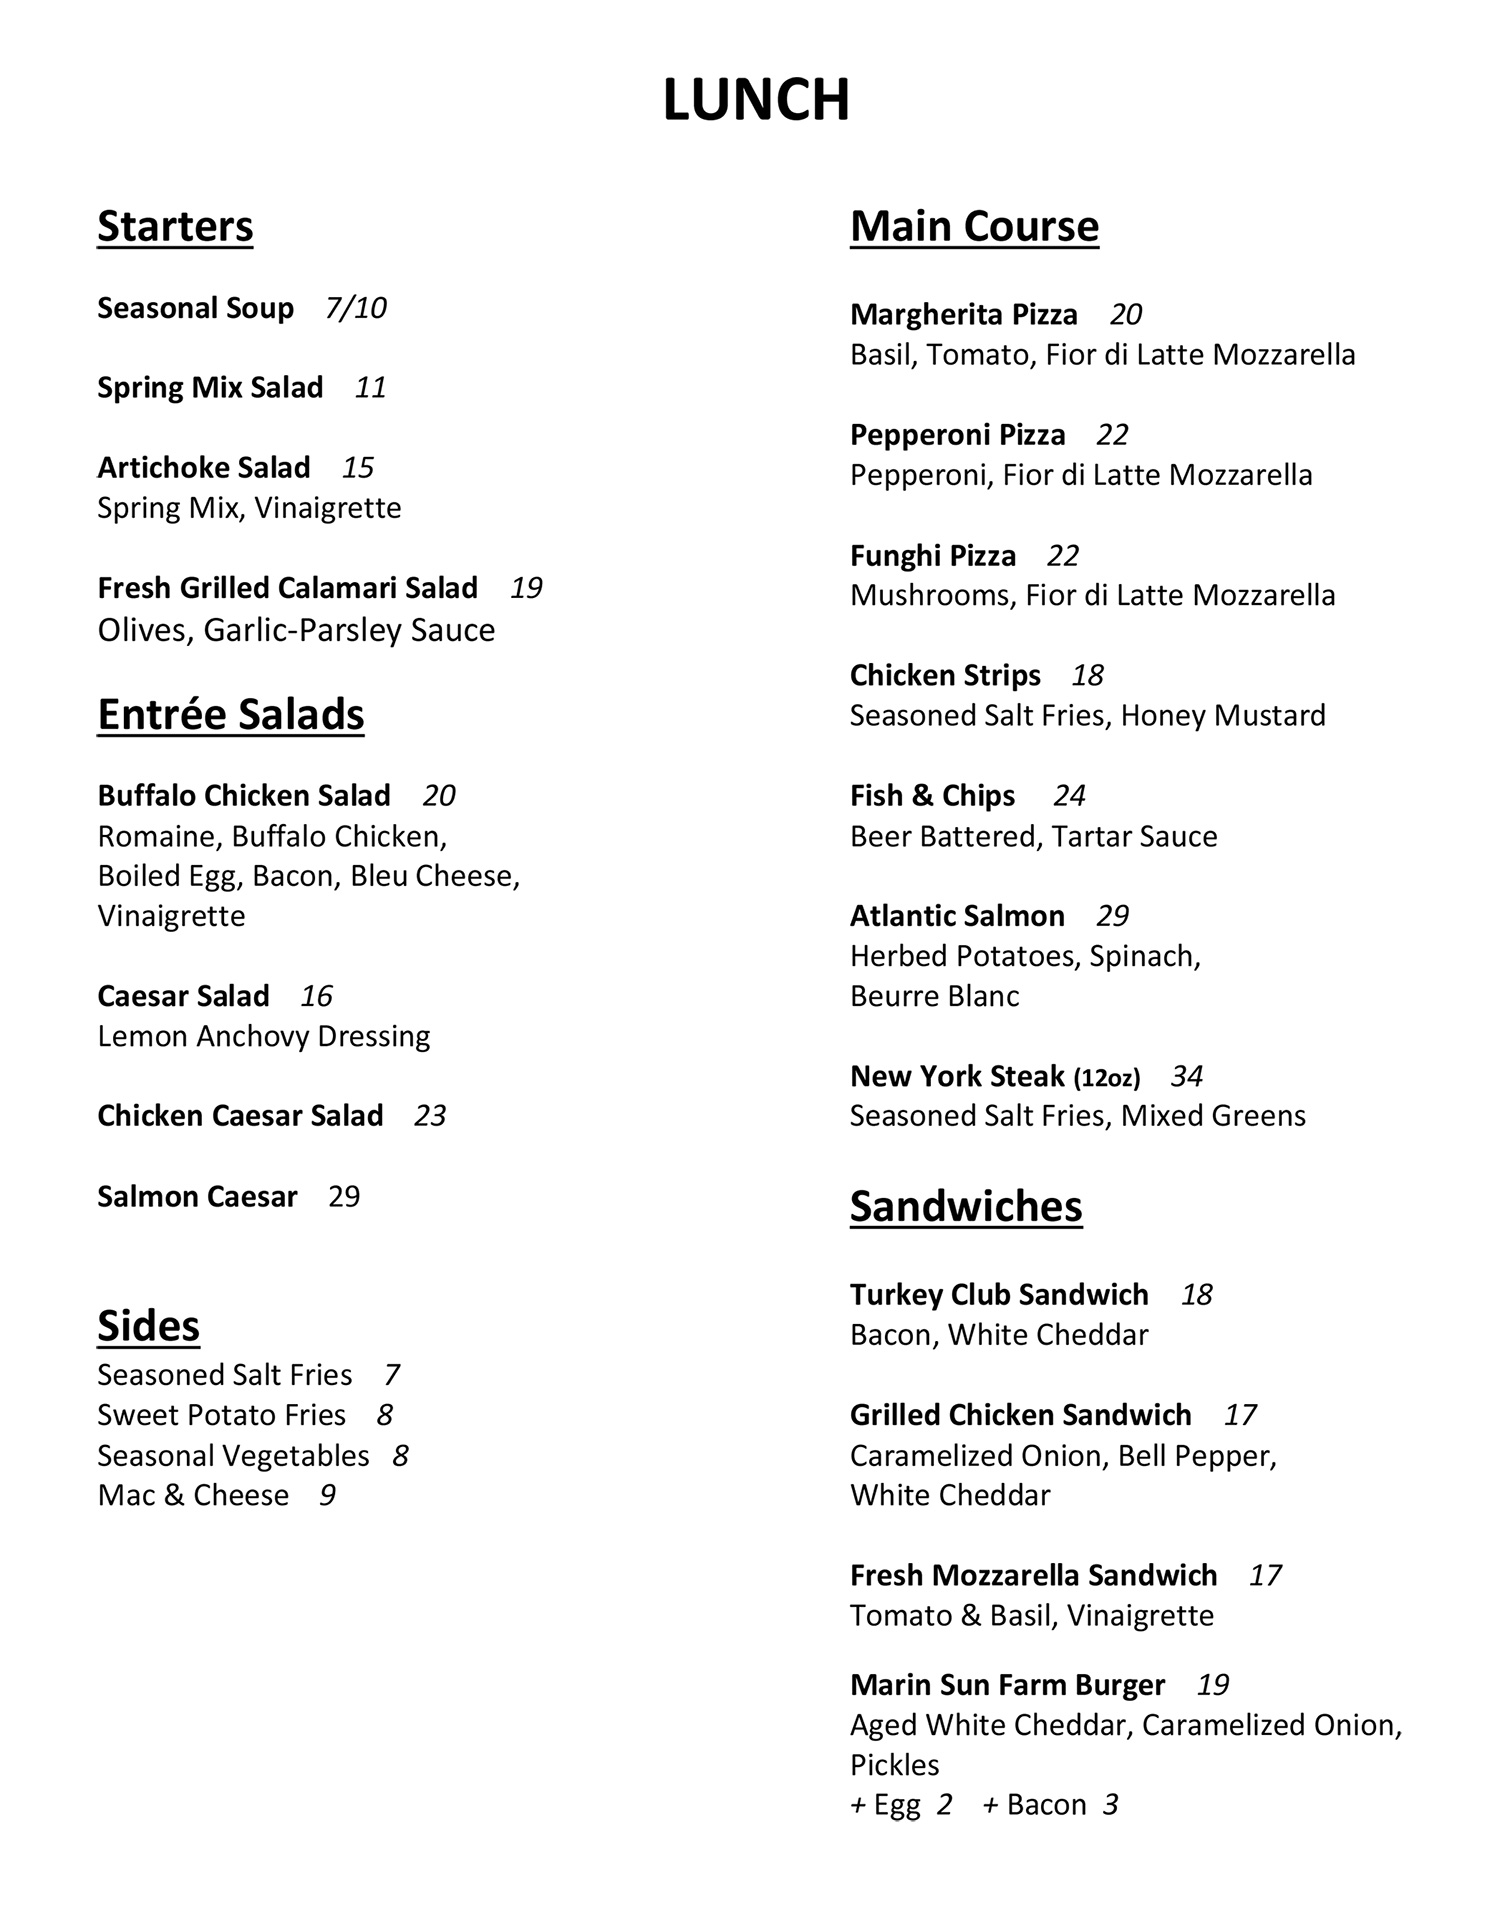 LUNCH
Starters
Seasonal Soup 7/10
Spring Mix Salad 11
Artichoke Salad 15
Spring Mix, Vinaigrette
Fresh Grilled Calamari Salad 19
Olives, Garlic-Parsley Sauce
Entrée Salads
Buffalo Chicken Salad 20
Romaine, Buffalo Chicken,
Boiled Egg, Bacon, Bleu Cheese,
Vinaigrette
Caesar Salad 16
Lemon Anchovy Dressing
Chicken Caesar Salad 23
Salmon Caesar 29
Sides
Seasoned Salt Fries 7
Sweet Potato Fries 8
Seasonal Vegetables 8
Mac & Cheese 9
Main Course
Margherita Pizza 20
Basil, Tomato, Fior di Latte Mozzarella
Pepperoni Pizza 22
Pepperoni, Fior di Latte Mozzarella
Funghi Pizza 22
Mushrooms, Fior di Latte Mozzarella
Chicken Strips 18
Seasoned Salt Fries, Honey Mustard
Fish & Chips 24
Beer Battered, Tartar Sauce
Atlantic Salmon 29
Herbed Potatoes, Spinach,
Beurre Blanc
New York Steak (12oz) 34
Seasoned Salt Fries, Mixed Greens
Sandwiches
Turkey Club Sandwich 18
Bacon, White Cheddar
Grilled Chicken Sandwich 17
Caramelized Onion, Bell Pepper,
White Cheddar
Fresh Mozzarella Sandwich 17
Tomato & Basil, Vinaigrette
Marin Sun Farm Burger 19
Aged White Cheddar, Caramelized Onion,
Pickles
+ Egg 2 + Bacon 3